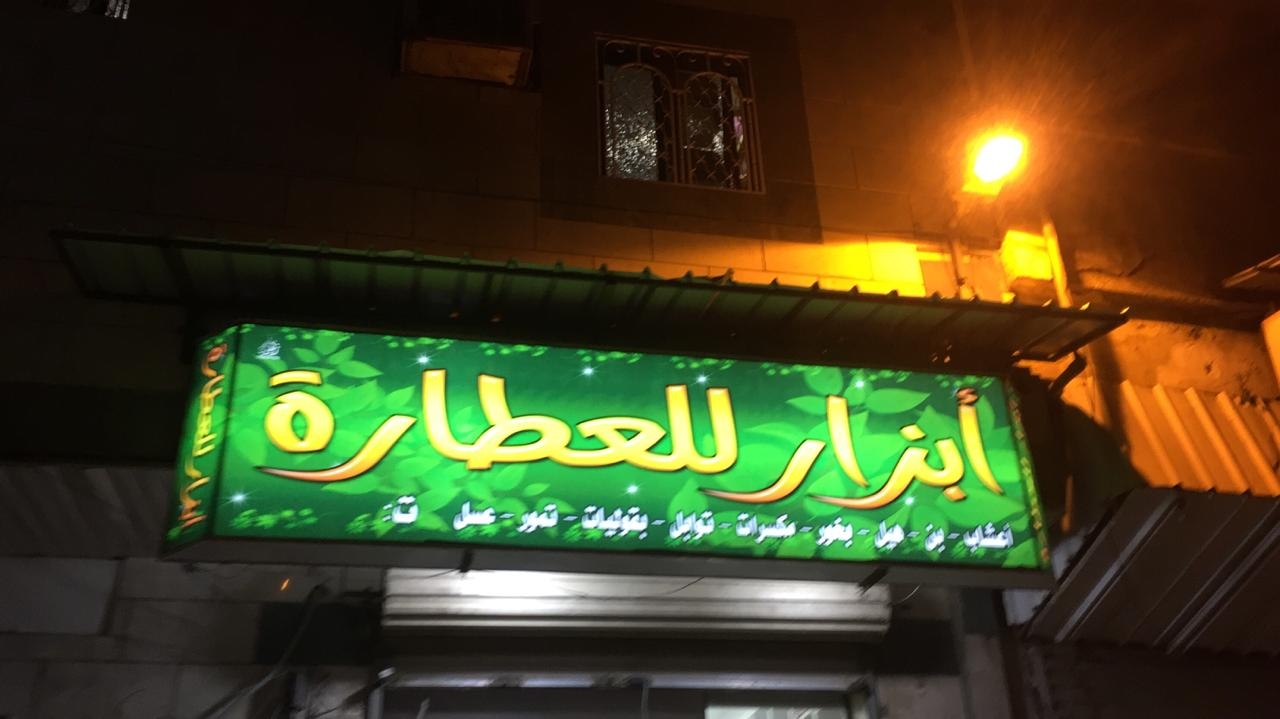 أبزار للعطارة
أعشاب - بن - هيل - بخور - مكسرات - توابل - بقوليات - تمور - عسل ت: